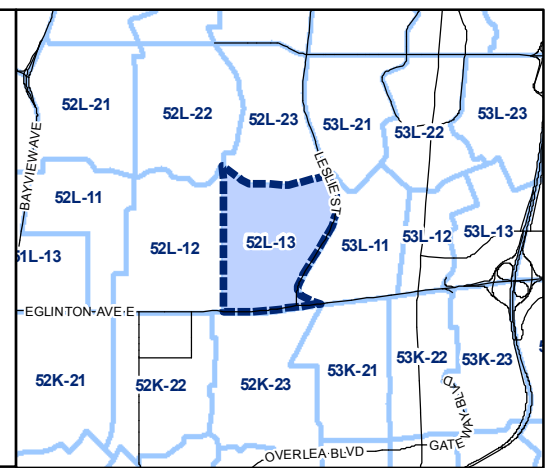 52L-21
52L-22
52L-23
53L-21
53L-22
53L-23
BAYVIEW AVE
LESLIE ST
52L-11
52L-12
52L-13
53L-11
53L-12
53L-13
51L-13
EGLINTON AVE E
52K-21
52K-22
52K-23
53K-21
53K-22
53K-23
OVERLEA BLVD
GATEWAY BLVD